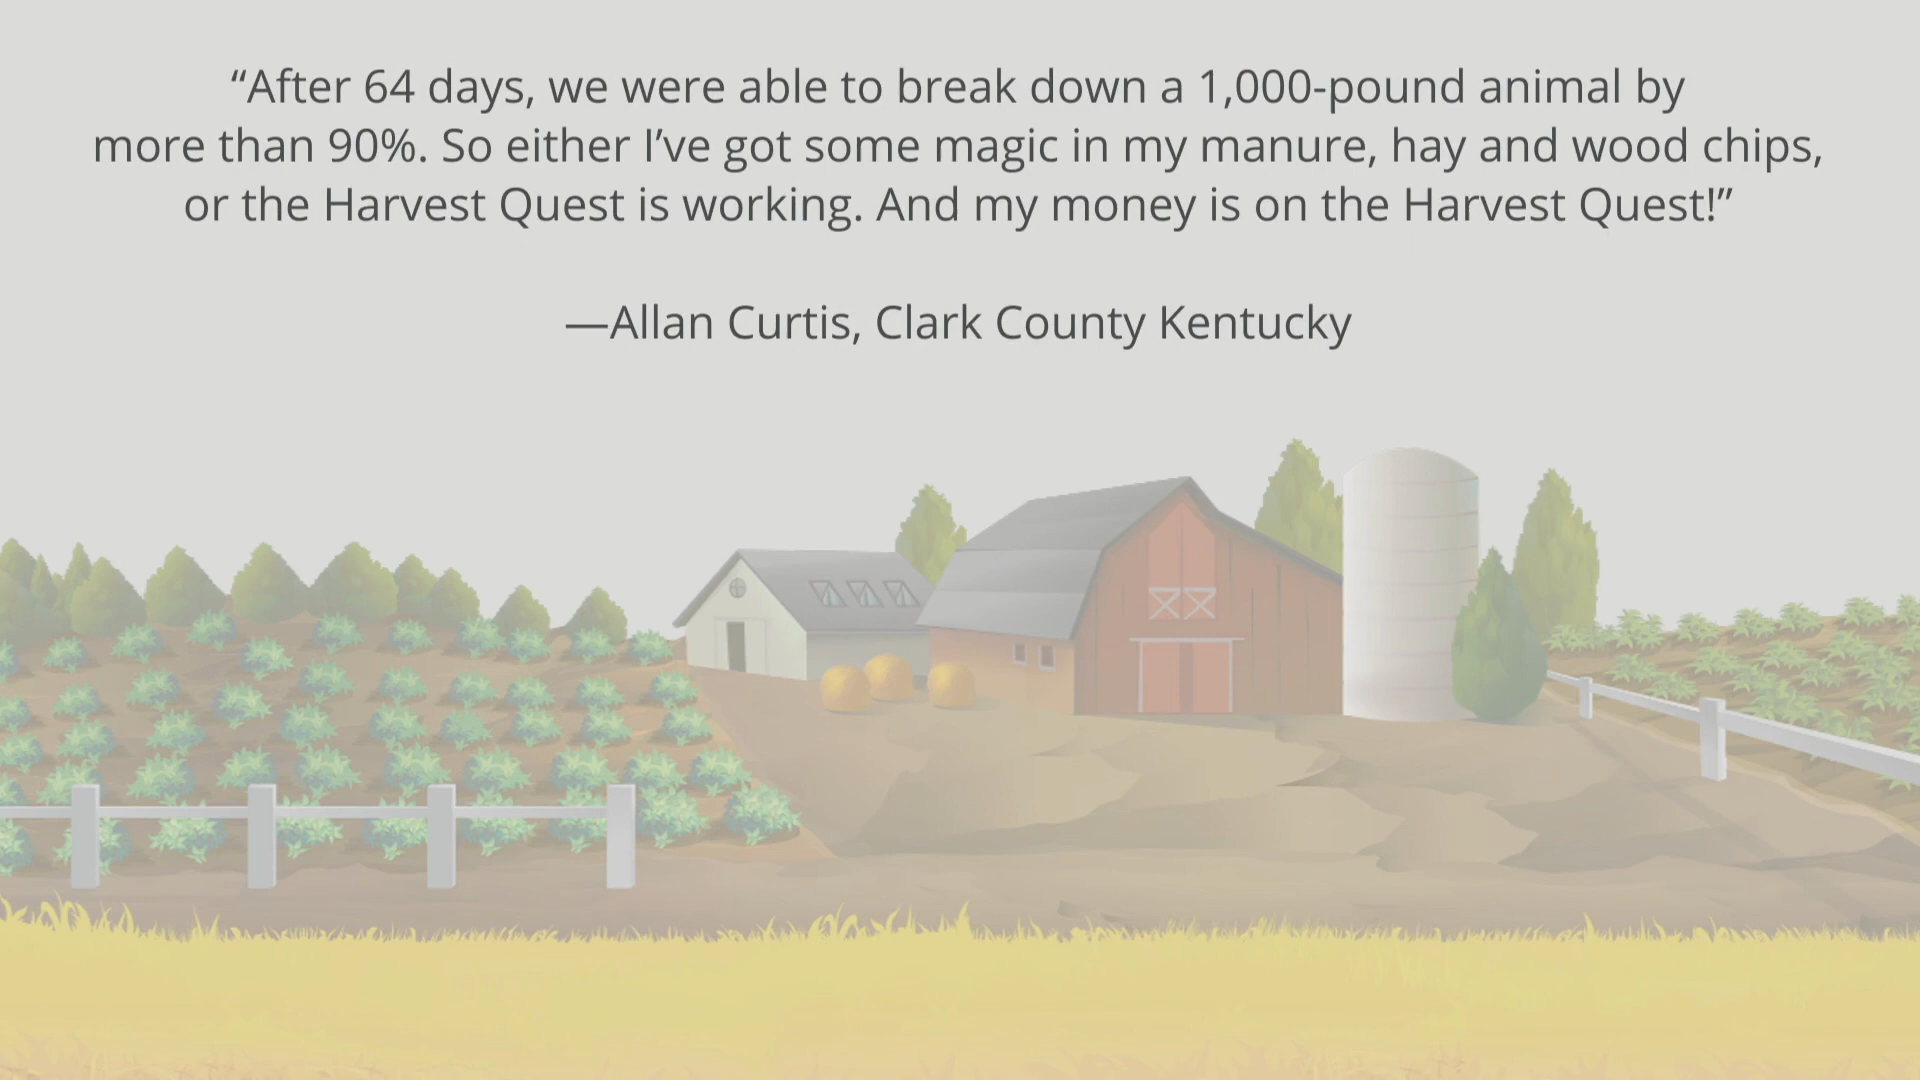 “After 64 days, we were able to break down a 1,000-pound animal by
more than 90%. So either I’ve got some magic in my manure, hay and wood chips,
or the Harvest Quest is working. And my money is on the Harvest Quest!”
—Allan Curtis, Clark County Kentucky